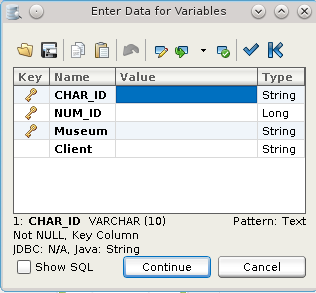 Enter Data for Variables
Key Name Value Type
CHAR_ID String
NUM_ID Long
Museum String
Client String
1: CHAR_ID VARCHAR (10) Pattern: Text
Not NULL, Key Column
JDBC: N/A, Java: String
Show SQL Continue Cancel